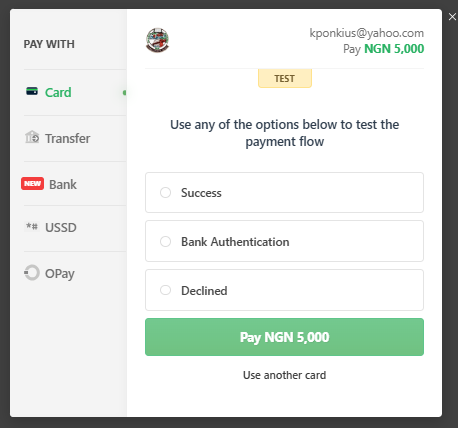 PAY WITH
Card
Transfer
NEW Bank
*# USSD
OPay
kponkius@yahoo.com
Pay NGN 5,000
TEST
Use any of the options below to test the
payment flow
Success
Bank Authentication
Declined
Pay NGN 5,000
Use another card